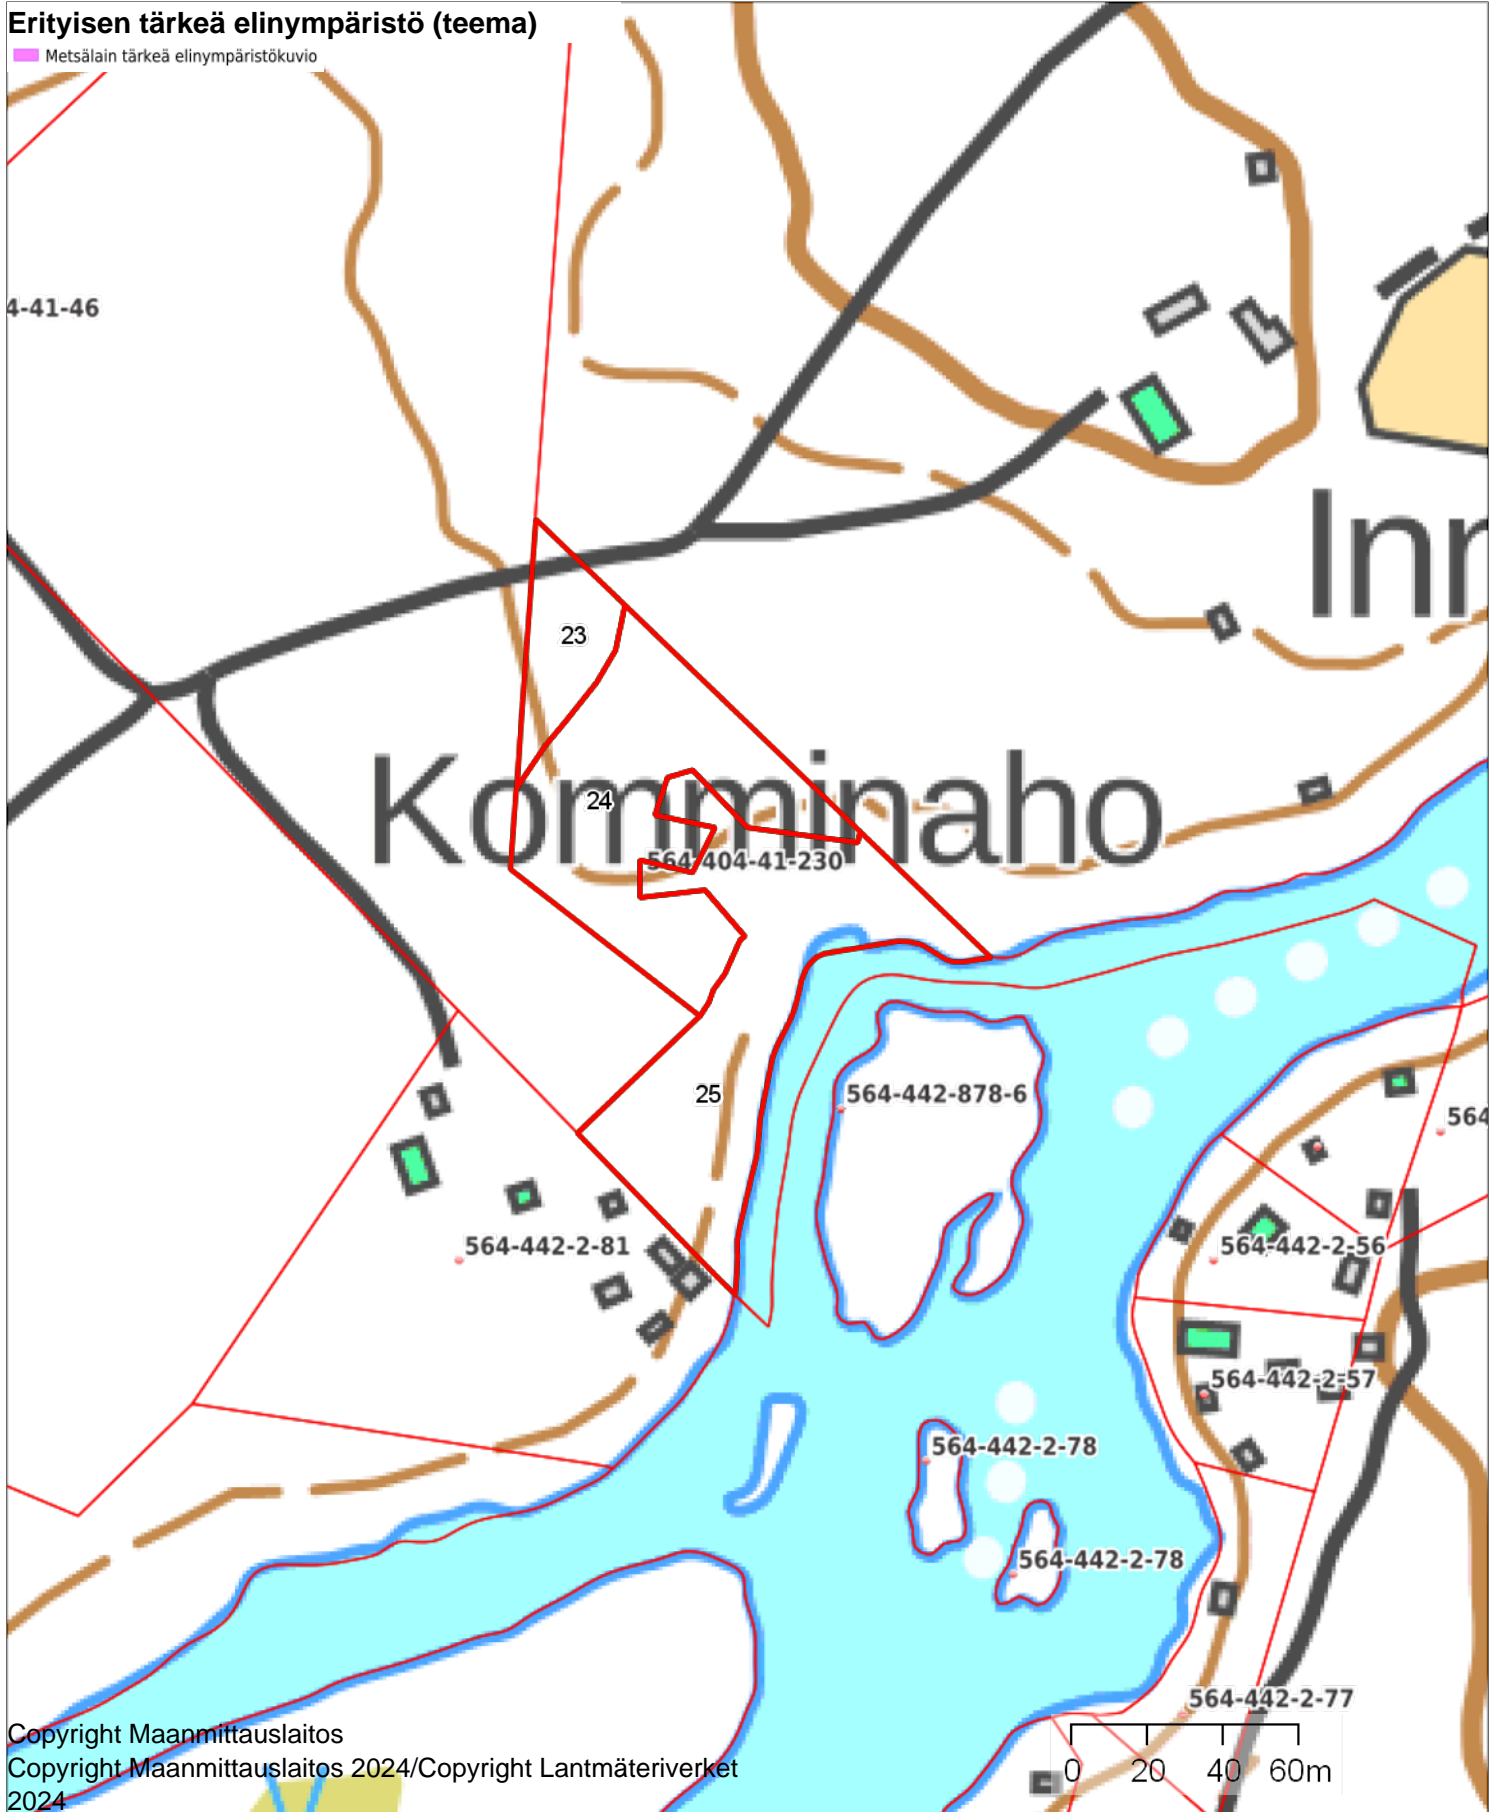 Erityisen tärkeä elinympäristö (teema)
Metsälain tärkeä elinympäristökuvio
4-41-46
Inr
23
Komminaho
24
564-404-41-230
25
564-442-878-6
564
564-442-2-81
564-442-2-56
564-442-2-57
564-442-2-78
564-442-2-78
564-442-2-77
Copyright Maanmittauslaitos
Copyright Maanmittauslaitos 2024/Copyright Lantmäteriverket
2024
0 20 40 60m